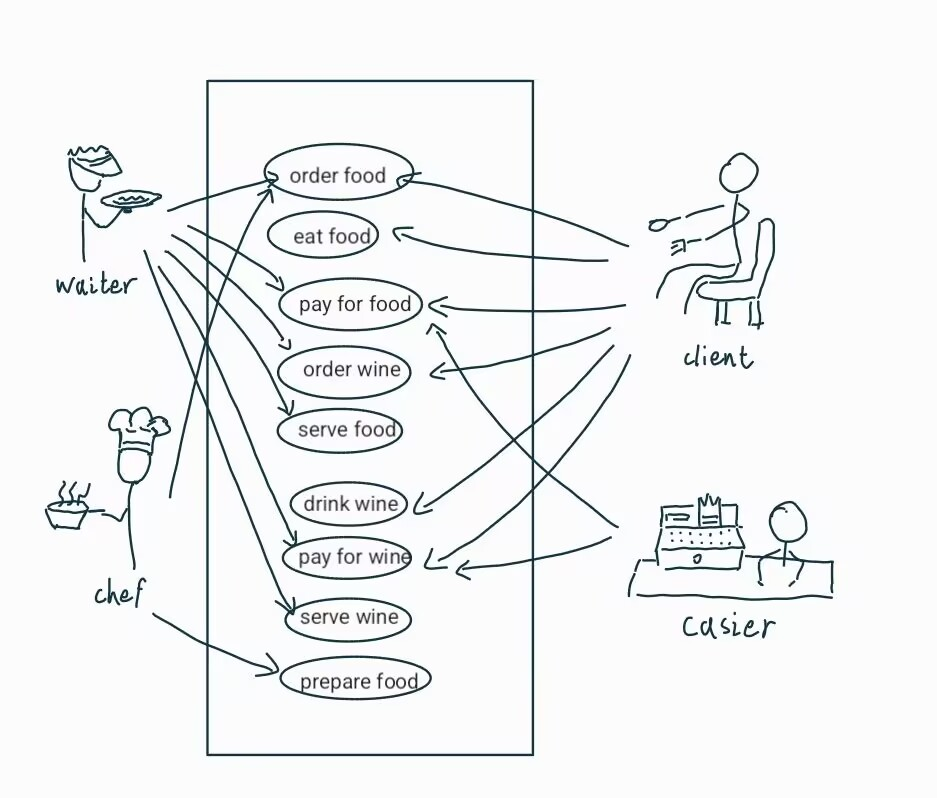 order food
eat food
pay for food
order wine
serve food
drink wine
pay for wine
serve wine
prepare food
waiter
chef
client
casier